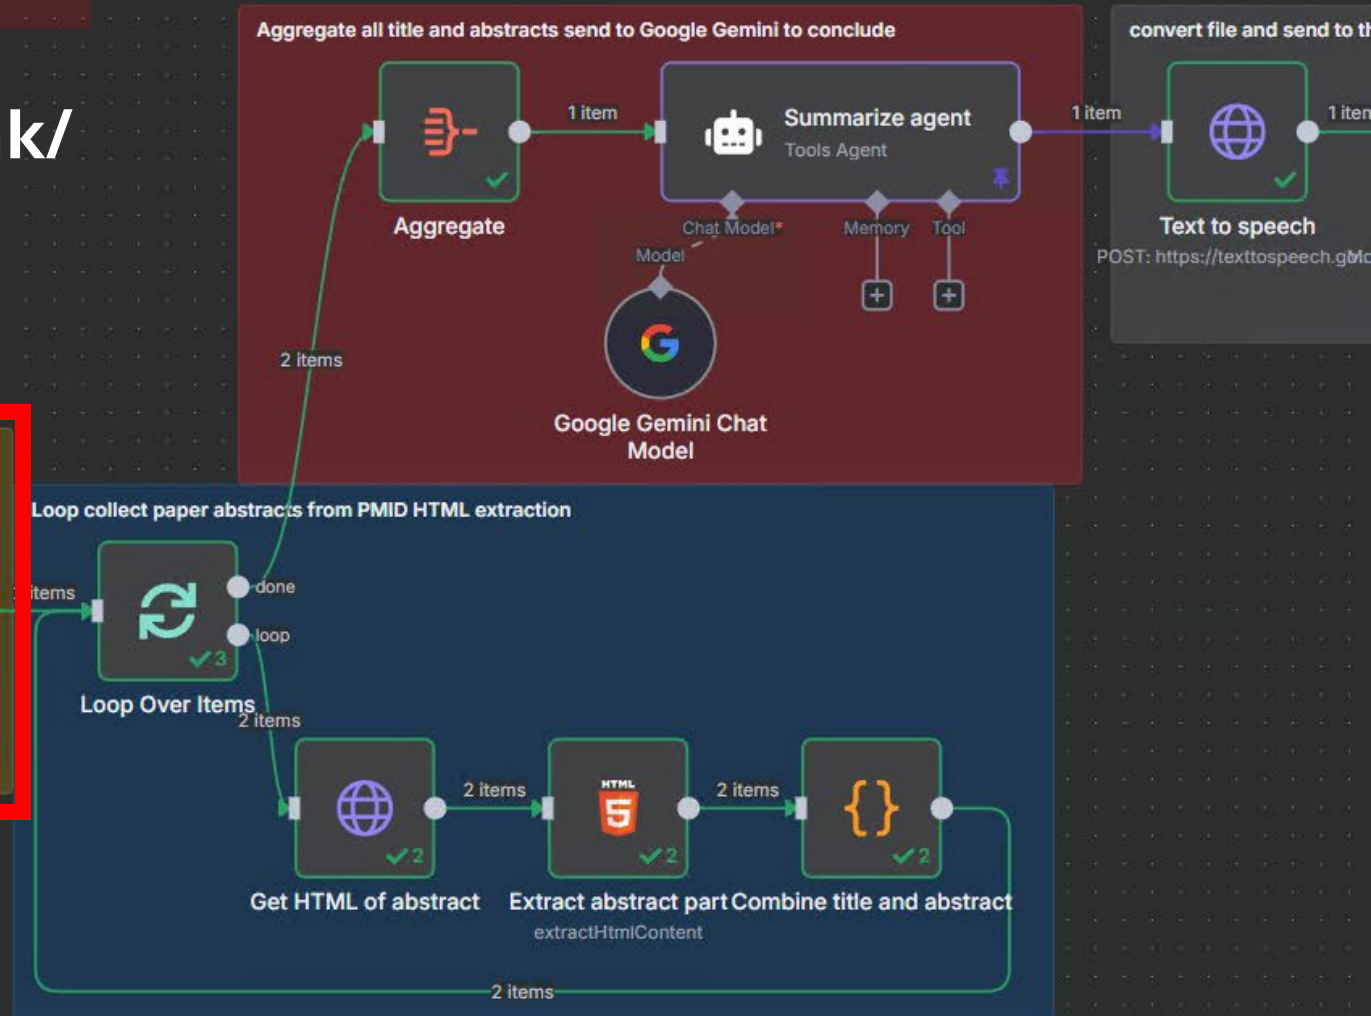 Aggregate all title and abstracts send to Google Gemini to conclude
convert file and send to
k/
1 item
Summarize agent
Tools Agent
1 item
1
Aggregate
Chat Model*
Memory
Tool
Model
Text to speech
POST: https://texttospeech.g
2 items
Google Gemini Chat
Model
Loop collect paper abstracts from PMID HTML extraction
items
done
loop
3
Loop Over Items
2 items
2 items
HTML
5
2 items
{}
2
2
2
Get HTML of abstract
Extract abstract part
Combine title and abstract
extractHtmlContent
2 items